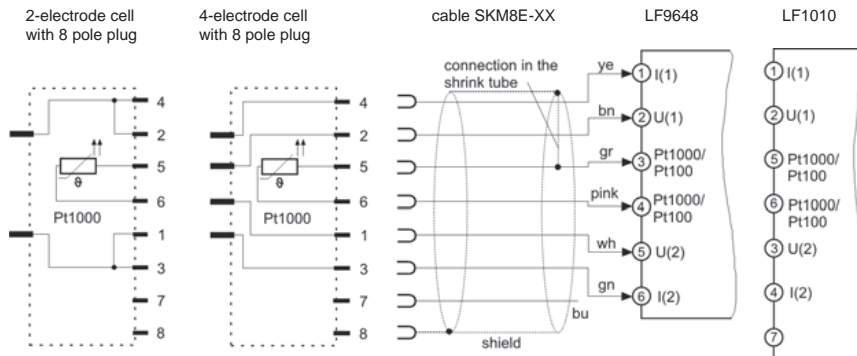 2-electrode cell
with 8 pole plug
4
2
5
ϑ
6
Pt1000
1
3
7
8
4-electrode cell
with 8 pole plug
4
2
5
ϑ
6
Pt1000
1
3
7
8
cable SKM8E-XX
connection in the
shrink tube
ye
bn
gr
pink
wh
gn
bu
shield
LF9648
1 I(1)
2 U(1)
3 Pt1000/
Pt100
4 Pt1000/
Pt100
5 U(2)
6 I(2)
LF1010
1 I(1)
2 U(1)
5 Pt1000/
Pt100
6 Pt1000/
Pt100
3 U(2)
4 I(2)
7